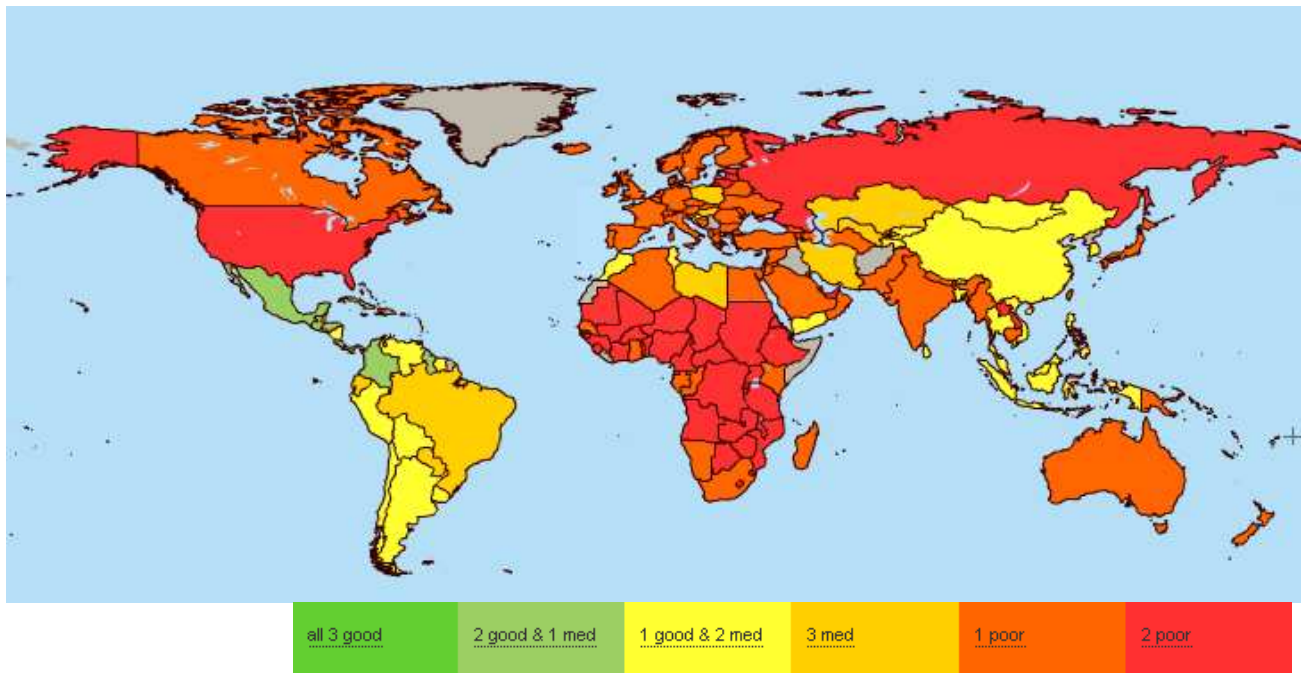 all 3 good
2 good & 1 med
1 good & 2 med
3 med
1 poor
2 poor